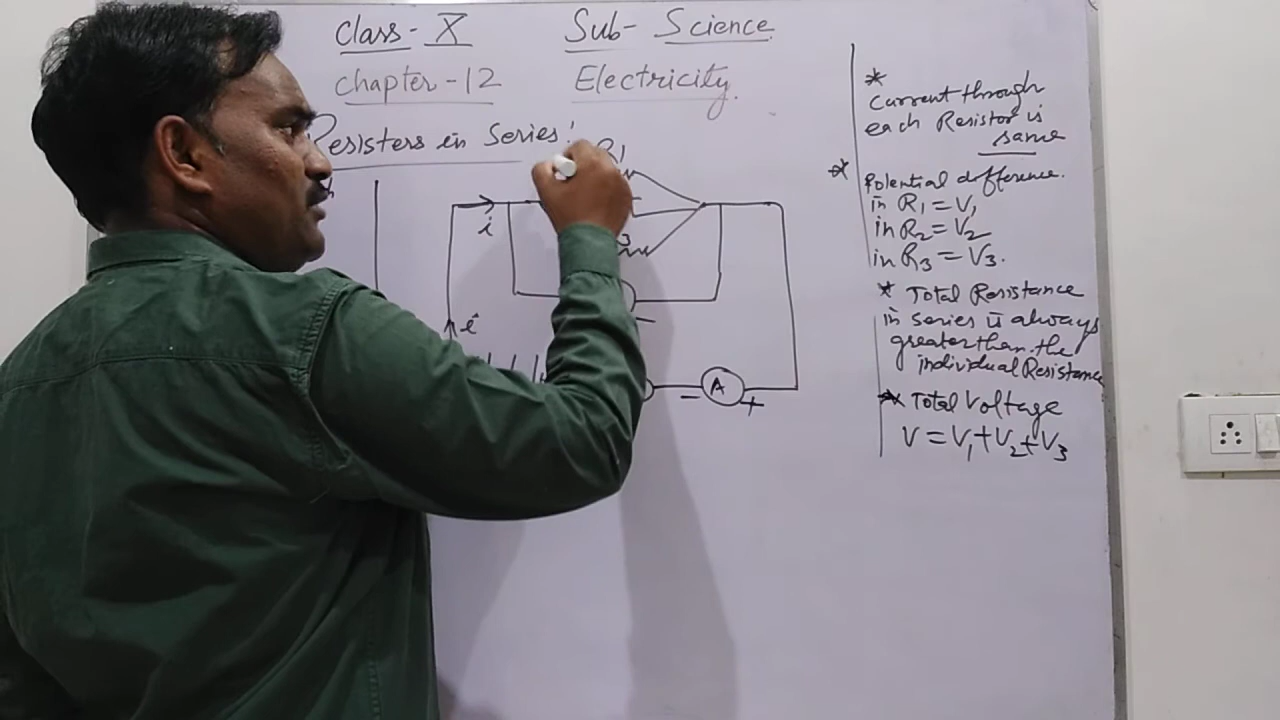 Class - X Sub - Science
Chapter - 12 Electricity.
Resisters in Series:
R1
i
i
- A +
*
Current through
each Resistor is
same
* Potential difference.
in R1 = V1
in R2 = V2
in R3 = V3.
* Total Resistance
in series is always
greater than the
individual Resistance
* Total Voltage
V = V1 + V2 + V3